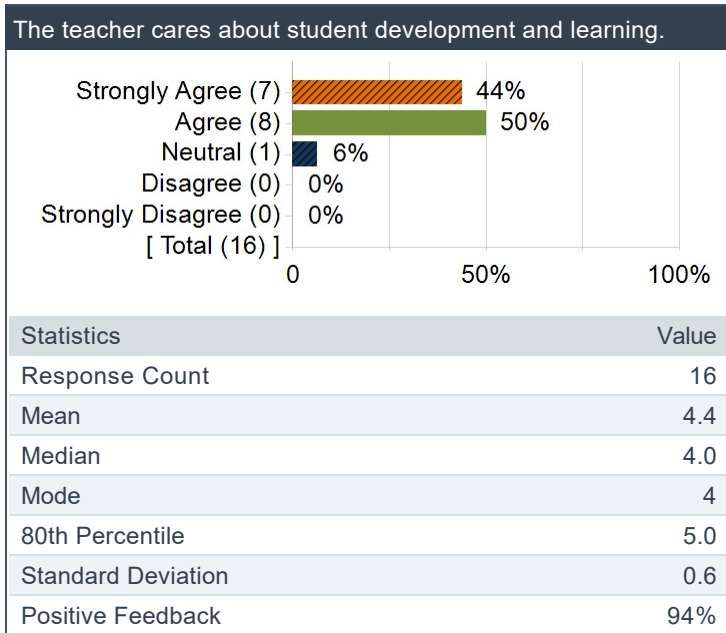 The teacher cares about student development and learning.
Strongly Agree (7) 44%
Agree (8) 50%
Neutral (1) 6%
Disagree (0) 0%
Strongly Disagree (0) 0%
[ Total (16) ]
0 50% 100%
Statistics Value
Response Count 16
Mean 4.4
Median 4.0
Mode 4
80th Percentile 5.0
Standard Deviation 0.6
Positive Feedback 94%